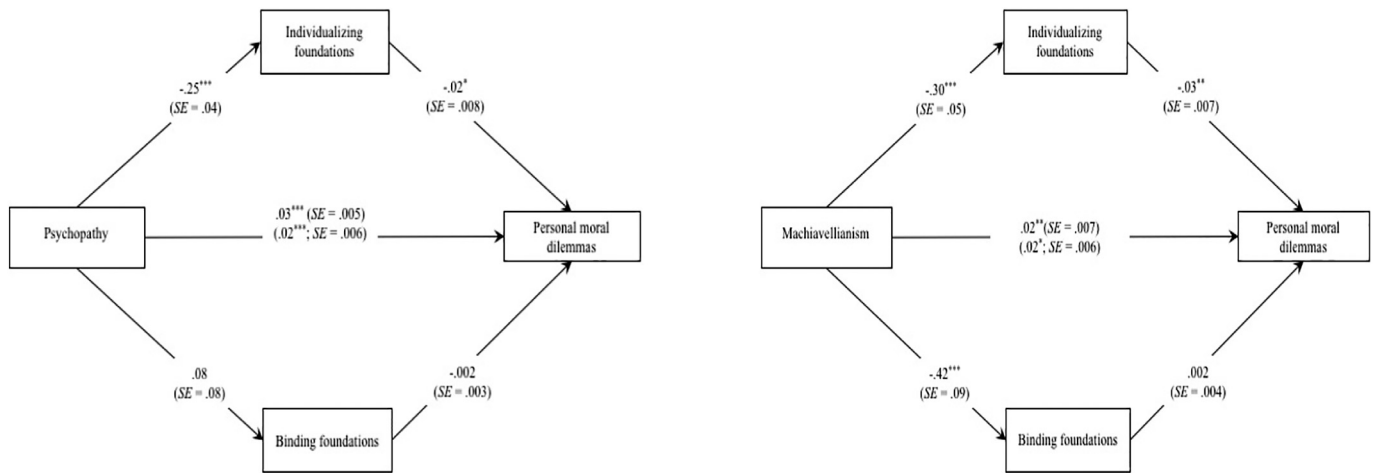 Individualizing
foundations
-.25***
(SE = .04)
-.02*
(SE = .008)
Psychopathy
.03*** (SE = .005)
(.02***; SE = .006)
Personal moral
dilemmas
.08
(SE = .08)
-.002
(SE = .003)
Binding foundations
Individualizing
foundations
-.30***
(SE = .05)
-.03**
(SE = .007)
Machiavellianism
.02**(SE = .007)
(.02*; SE = .006)
Personal moral
dilemmas
-.42***
(SE = .09)
.002
(SE = .004)
Binding foundations